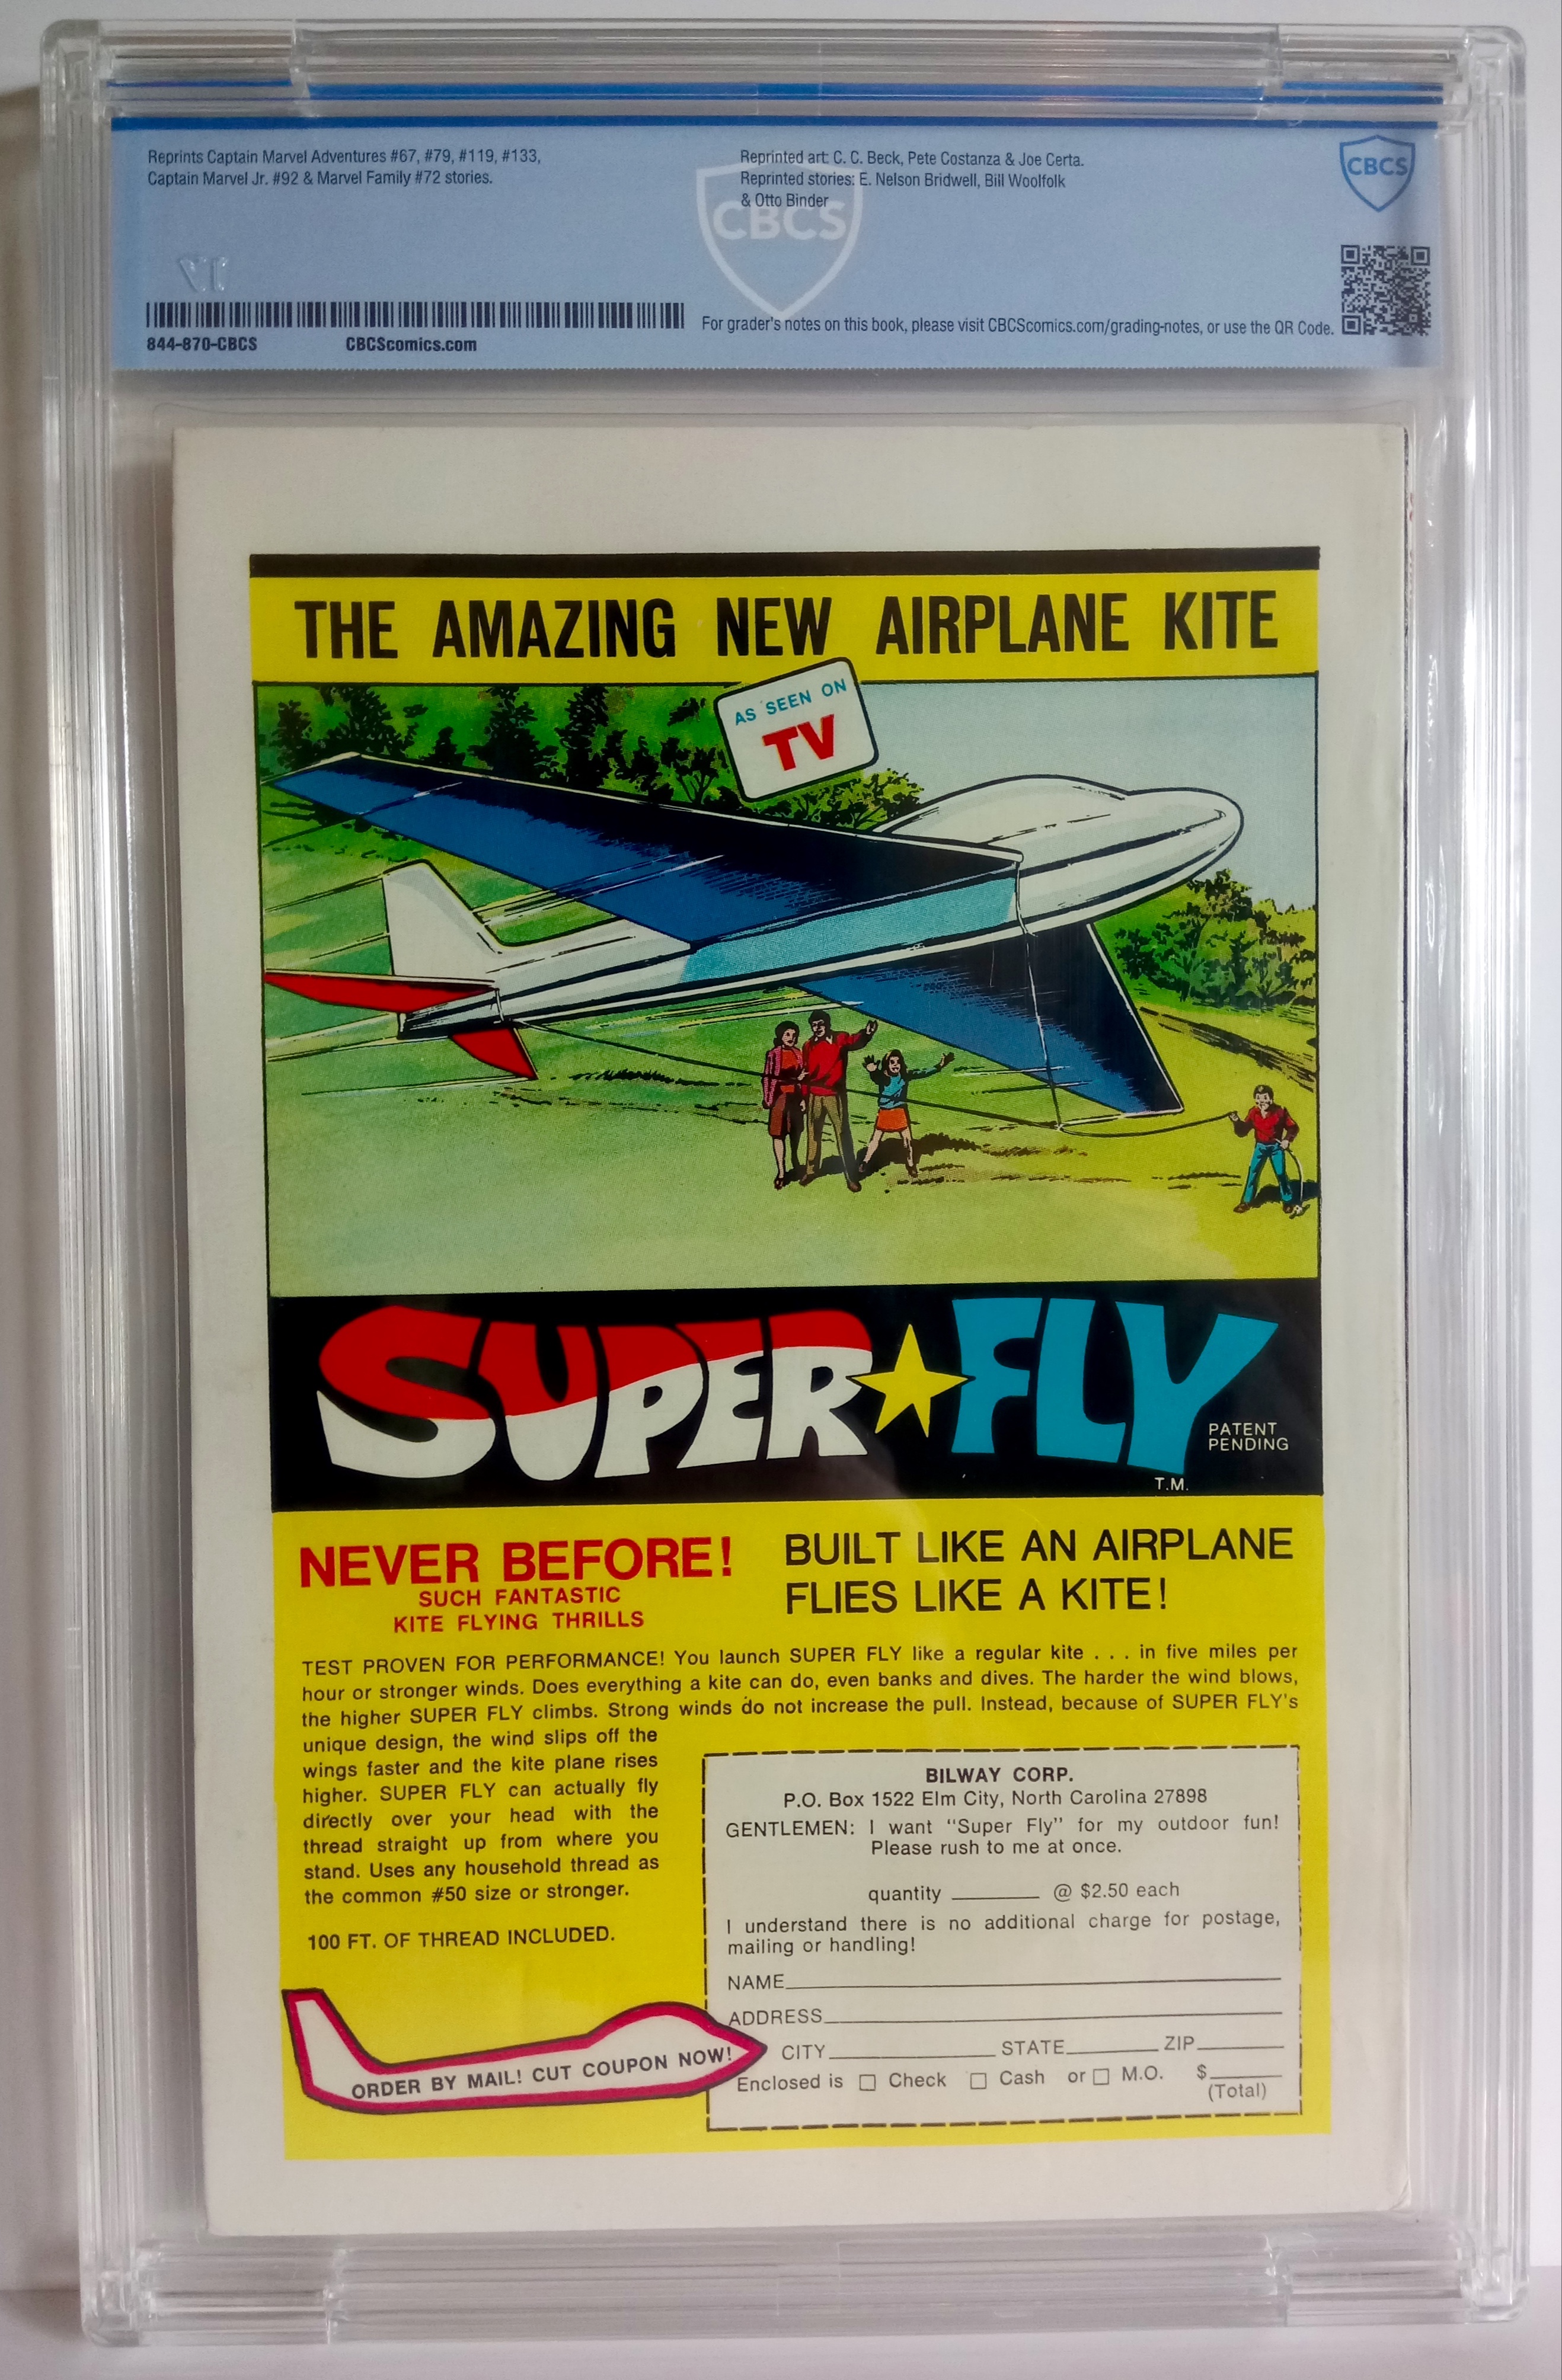 Reprints Captain Marvel Adventures #67, #79, #119, #133,
Captain Marvel Jr. #92 & Marvel Family #72 stories.
Reprinted art: C. C. Beck, Pete Costanza & Joe Certa.
Reprinted stories: E. Nelson Bridwell, Bill Woolfolk
& Otto Binder
CBCS
CBCS
844-870-CBCS
CBCScomics.com
For grader's notes on this book, please visit CBCScomics.com/grading-notes, or use the QR Code.
THE AMAZING NEW AIRPLANE KITE
AS SEEN ON
TV
SUPER FLY
PATENT
PENDING
T.M.
NEVER BEFORE!
SUCH FANTASTIC
KITE FLYING THRILLS
BUILT LIKE AN AIRPLANE
FLIES LIKE A KITE!
TEST PROVEN FOR PERFORMANCE! You launch SUPER FLY like a regular kite . . . in five miles per
hour or stronger winds. Does everything a kite can do, even banks and dives. The harder the wind blows,
the higher SUPER FLY climbs. Strong winds do not increase the pull. Instead, because of SUPER FLY's
unique design, the wind slips off the
wings faster and the kite plane rises
higher. SUPER FLY can actually fly
directly over your head with the
thread straight up from where you
stand. Uses any household thread as
the common #50 size or stronger.
100 FT. OF THREAD INCLUDED.
ORDER BY MAIL! CUT COUPON NOW!
BILWAY CORP.
P.O. Box 1522 Elm City, North Carolina 27898
GENTLEMEN: I want "Super Fly" for my outdoor fun!
Please rush to me at once.
quantity ________ @ $2.50 each
I understand there is no additional charge for postage,
mailing or handling!
NAME
ADDRESS
CITY STATE ZIP
Enclosed is □ Check □ Cash or □ M.O. $
(Total)